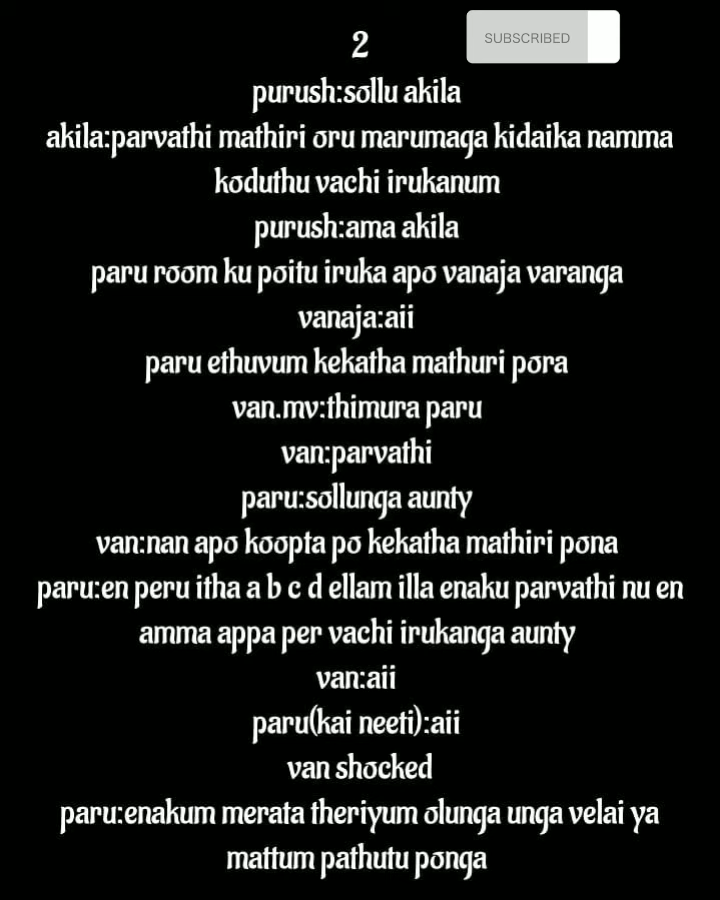 2
SUBSCRIBED
purush:sollu akila
akila:parvathi mathiri oru marumaga kidaika namma
koduthu vachi irukanum
purush:ama akila
paru room ku poitu iruka apo vanaja varanga
vanaja:aii
paru ethuvum kekatha mathuri pora
van.mv:thimura paru
van:parvathi
paru:sollunga aunty
van:nan apo koopta po kekatha mathiri pona
paru:en peru itha a b c d ellam illa enaku parvathi nu en
amma appa per vachi irukanga aunty
van:aii
paru(kai neeti):aii
van shocked
paru:enakum merata theriyum olunga unga velai ya
mattum pathutu ponga